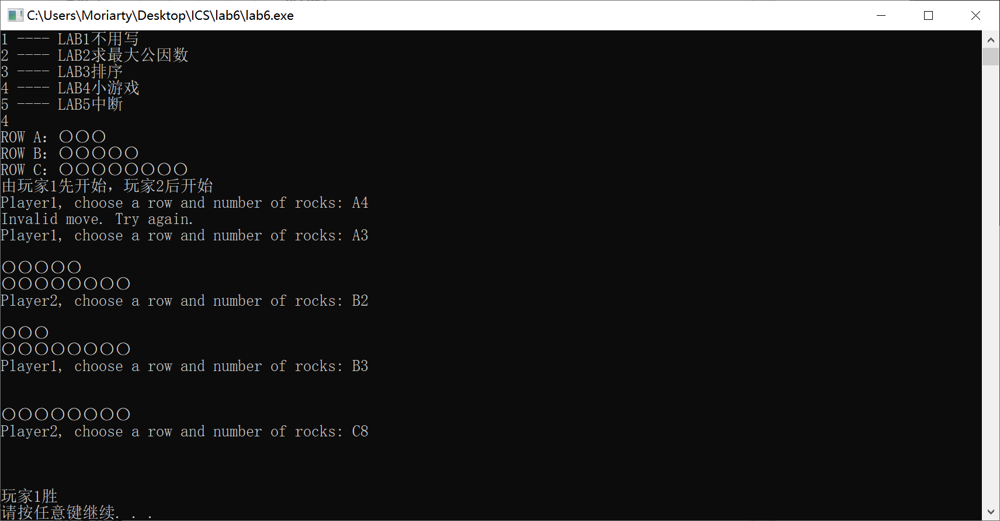 C:\Users\Moriarty\Desktop\ICS\lab6\lab6.exe
1 ---- LAB1不用写
2 ---- LAB2求最大公因数
3 ---- LAB3排序
4 ---- LAB4小游戏
5 ---- LAB5中断
4
ROW A: ○○○
ROW B: ○○○○○
ROW C: ○○○○○○○○
由玩家1先开始，玩家2后开始
Player1, choose a row and number of rocks: A4
Invalid move. Try again.
Player1, choose a row and number of rocks: A3
○○○○○
○○○○○○○○
Player2, choose a row and number of rocks: B2
○○○
○○○○○○○○
Player1, choose a row and number of rocks: B3
○○○○○○○○
Player2, choose a row and number of rocks: C8
玩家1胜
请按任意键继续. . .